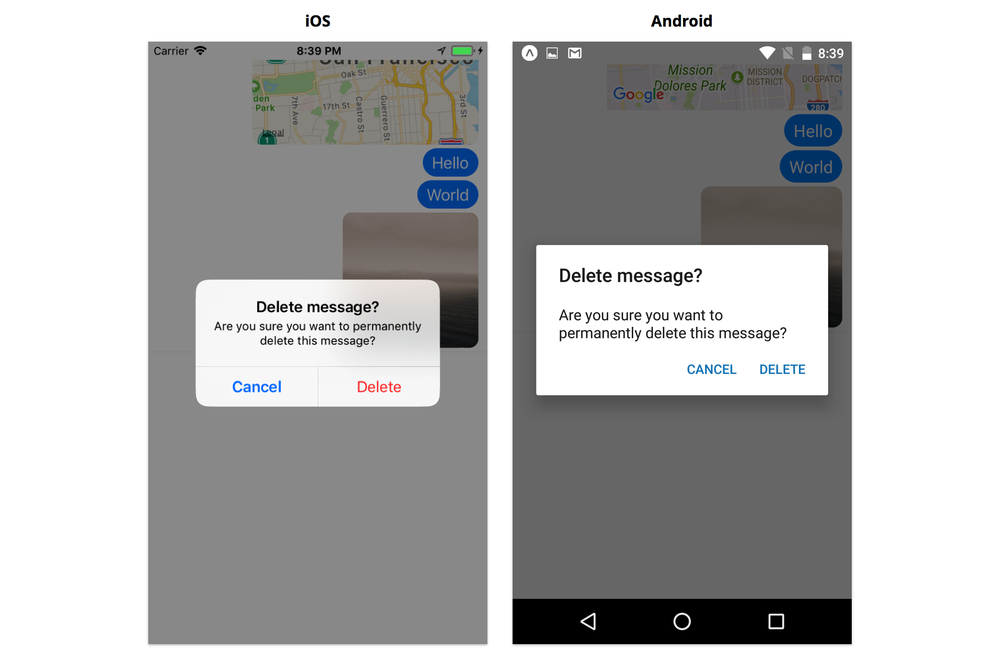 iOS
Android
Carrier
8:39 PM
San Francisco
Oak St
den
Park
7th Ave
17th St
Castro St
Guerrero St
3rd St
Legal
1
Hello
World
Delete message?
Are you sure you want to permanently
delete this message?
Cancel
Delete
8:39
Mission
Dolores Park
MISSION
DISTRICT
DOGPATCH
Google
280
Hello
World
Delete message?
Are you sure you want to
permanently delete this message?
CANCEL
DELETE